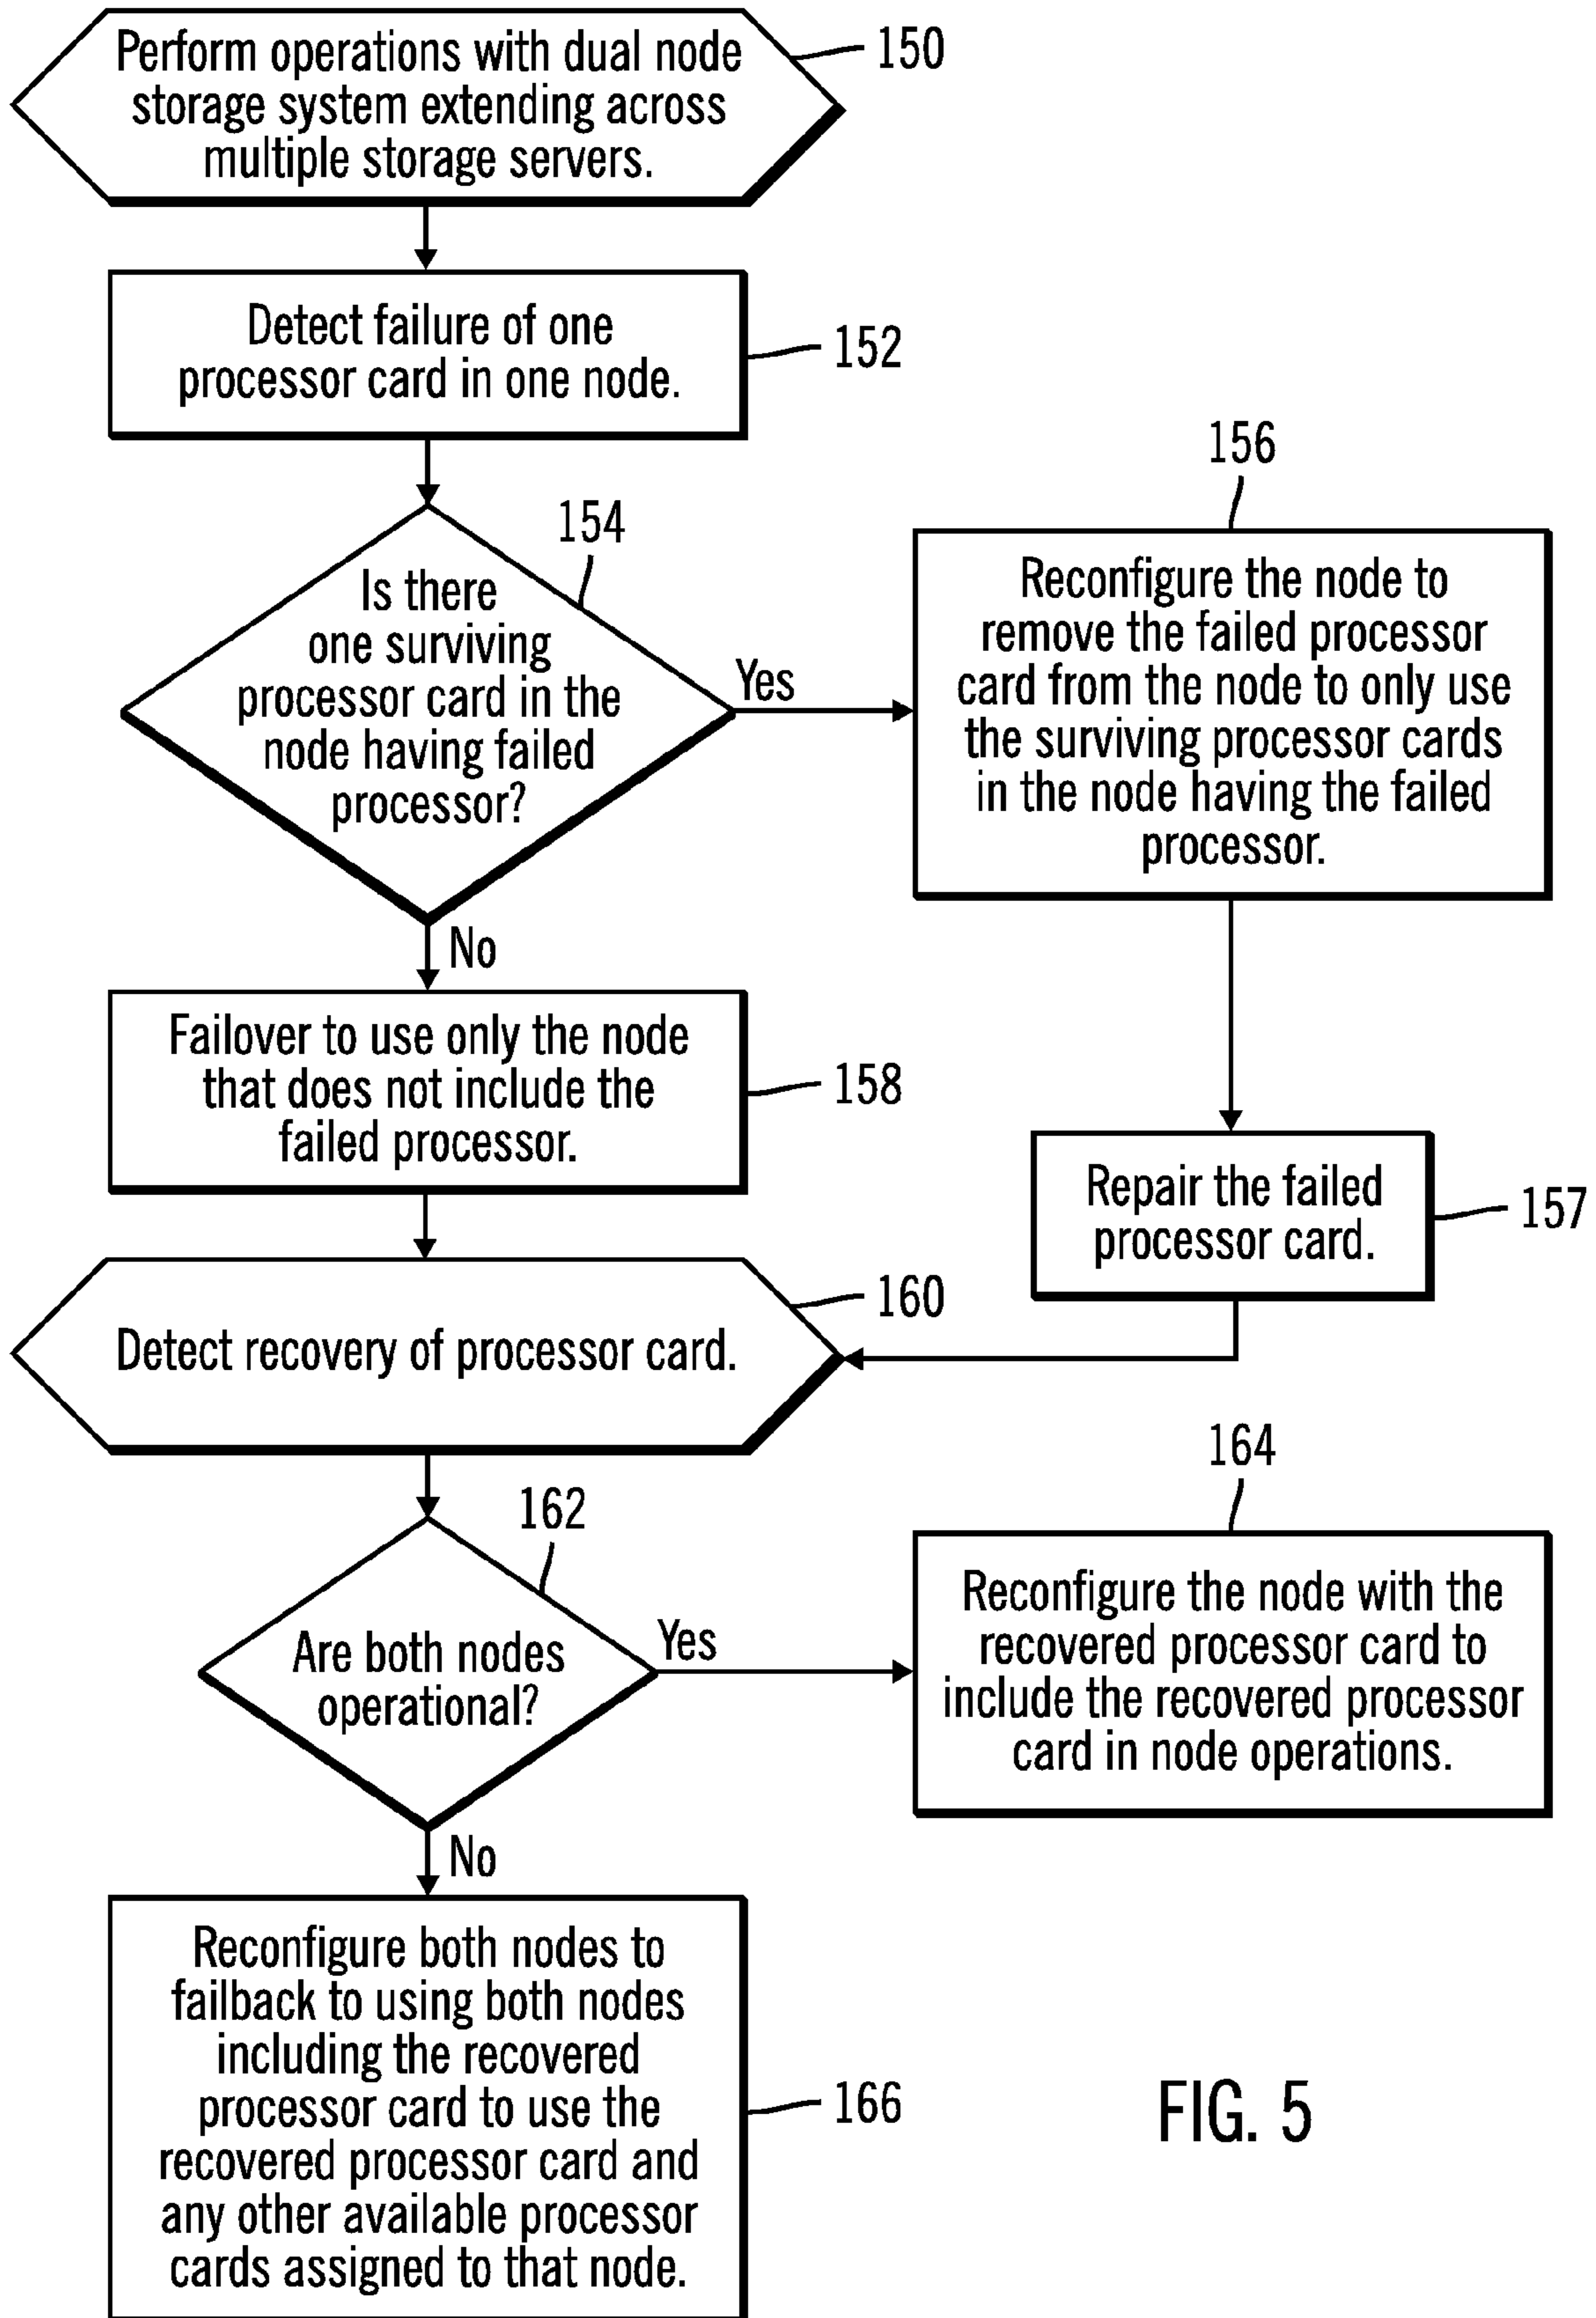 Perform operations with dual node
storage system extending across
multiple storage servers.
150
Detect failure of one
processor card in one node.
152
154
Is there
one surviving
processor card in the
node having failed
processor?
Yes
156
Reconfigure the node to
remove the failed processor
card from the node to only use
the surviving processor cards
in the node having the failed
processor.
No
Failover to use only the node
that does not include the
failed processor.
158
Repair the failed
processor card.
157
Detect recovery of processor card.
160
162
Are both nodes
operational?
Yes
164
Reconfigure the node with the
recovered processor card to
include the recovered processor
card in node operations.
No
Reconfigure both nodes to
failback to using both nodes
including the recovered
processor card to use the
recovered processor card and
any other available processor
cards assigned to that node.
166
FIG. 5